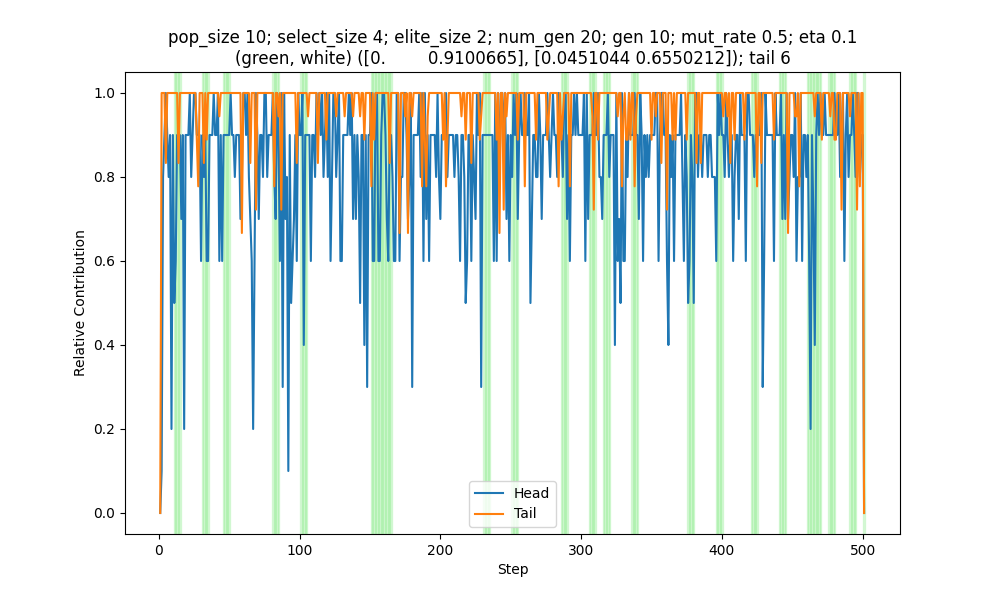 pop_size 10; select_size 4; elite_size 2; num_gen 20; gen 10; mut_rate 0.5; eta 0.1
(green, white) ([0. 0.9100665], [0.0451044 0.6550212]); tail 6
1.0
0.8
0.6
0.4
0.2
0.0
Relative Contribution
Head
Tail
0 100 200 300 400 500
Step